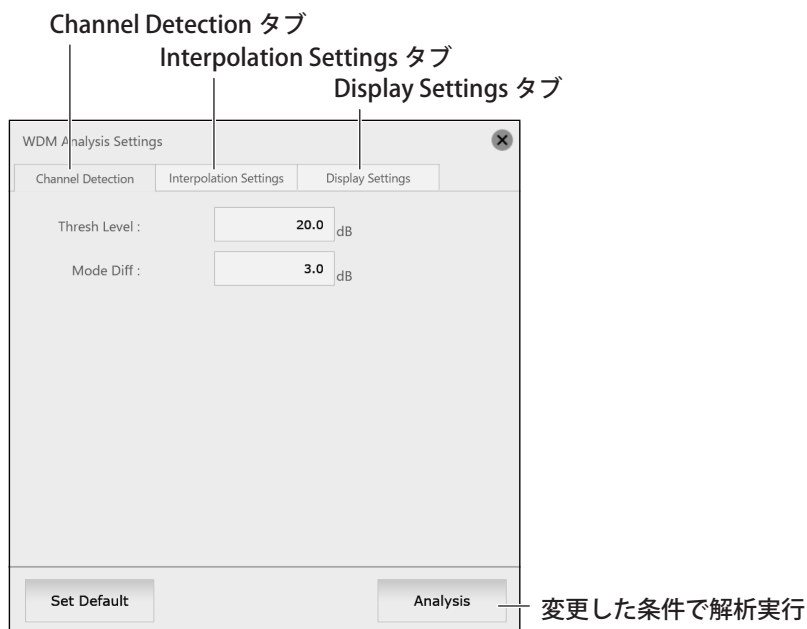 Channel Detection タブ
Interpolation Settings タブ
Display Settings タブ
WDM Analysis Settings
Channel Detection Interpolation Settings Display Settings
Thresh Level : 20.0 dB
Mode Diff : 3.0 dB
Set Default Analysis 変更した条件で解析実行